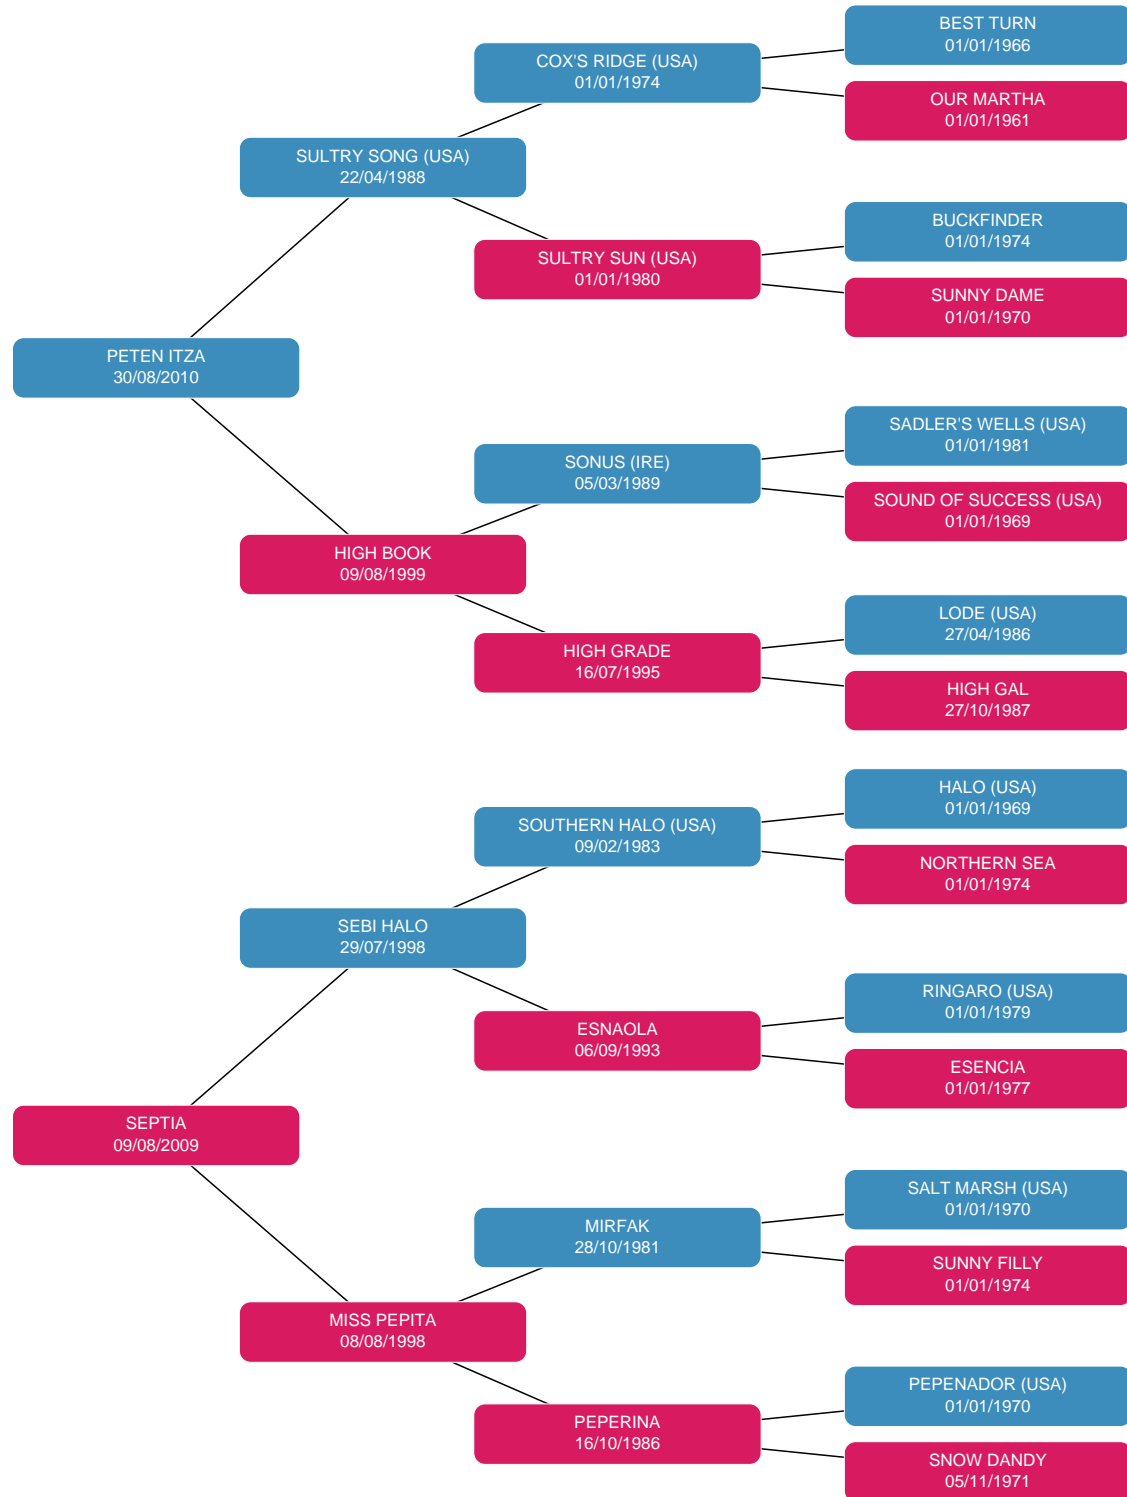 BEST TURN
01/01/1966
COX'S RIDGE (USA)
01/01/1974
OUR MARTHA
01/01/1961
SULTRY SONG (USA)
22/04/1988
BUCKFINDER
01/01/1974
SULTRY SUN (USA)
01/01/1980
SUNNY DAME
01/01/1970
PETEN ITZA
30/08/2010
SADLER'S WELLS (USA)
01/01/1981
SONUS (IRE)
05/03/1989
SOUND OF SUCCESS (USA)
01/01/1969
HIGH BOOK
09/08/1999
LODE (USA)
27/04/1986
HIGH GRADE
16/07/1995
HIGH GAL
27/10/1987
HALO (USA)
01/01/1969
SOUTHERN HALO (USA)
09/02/1983
NORTHERN SEA
01/01/1974
SEBI HALO
29/07/1998
RINGARO (USA)
01/01/1979
ESNAOLA
06/09/1993
ESENCIA
01/01/1977
SEPTIA
09/08/2009
SALT MARSH (USA)
01/01/1970
MIRFAK
28/10/1981
SUNNY FILLY
01/01/1974
MISS PEPITA
08/08/1998
PEPENADOR (USA)
01/01/1970
PEPERINA
16/10/1986
SNOW DANDY
05/11/1971